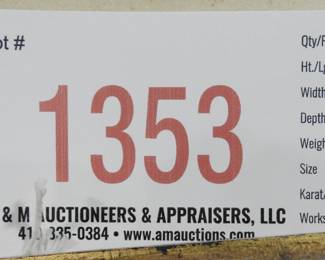 ot #
1353
& M AUCTIONEERS & APPRAISERS, LLC
410 335-0384 • www.amauctions.com
Qty/
Ht./Lg
Width
Depth
Weigh
Size
Karat/
Works